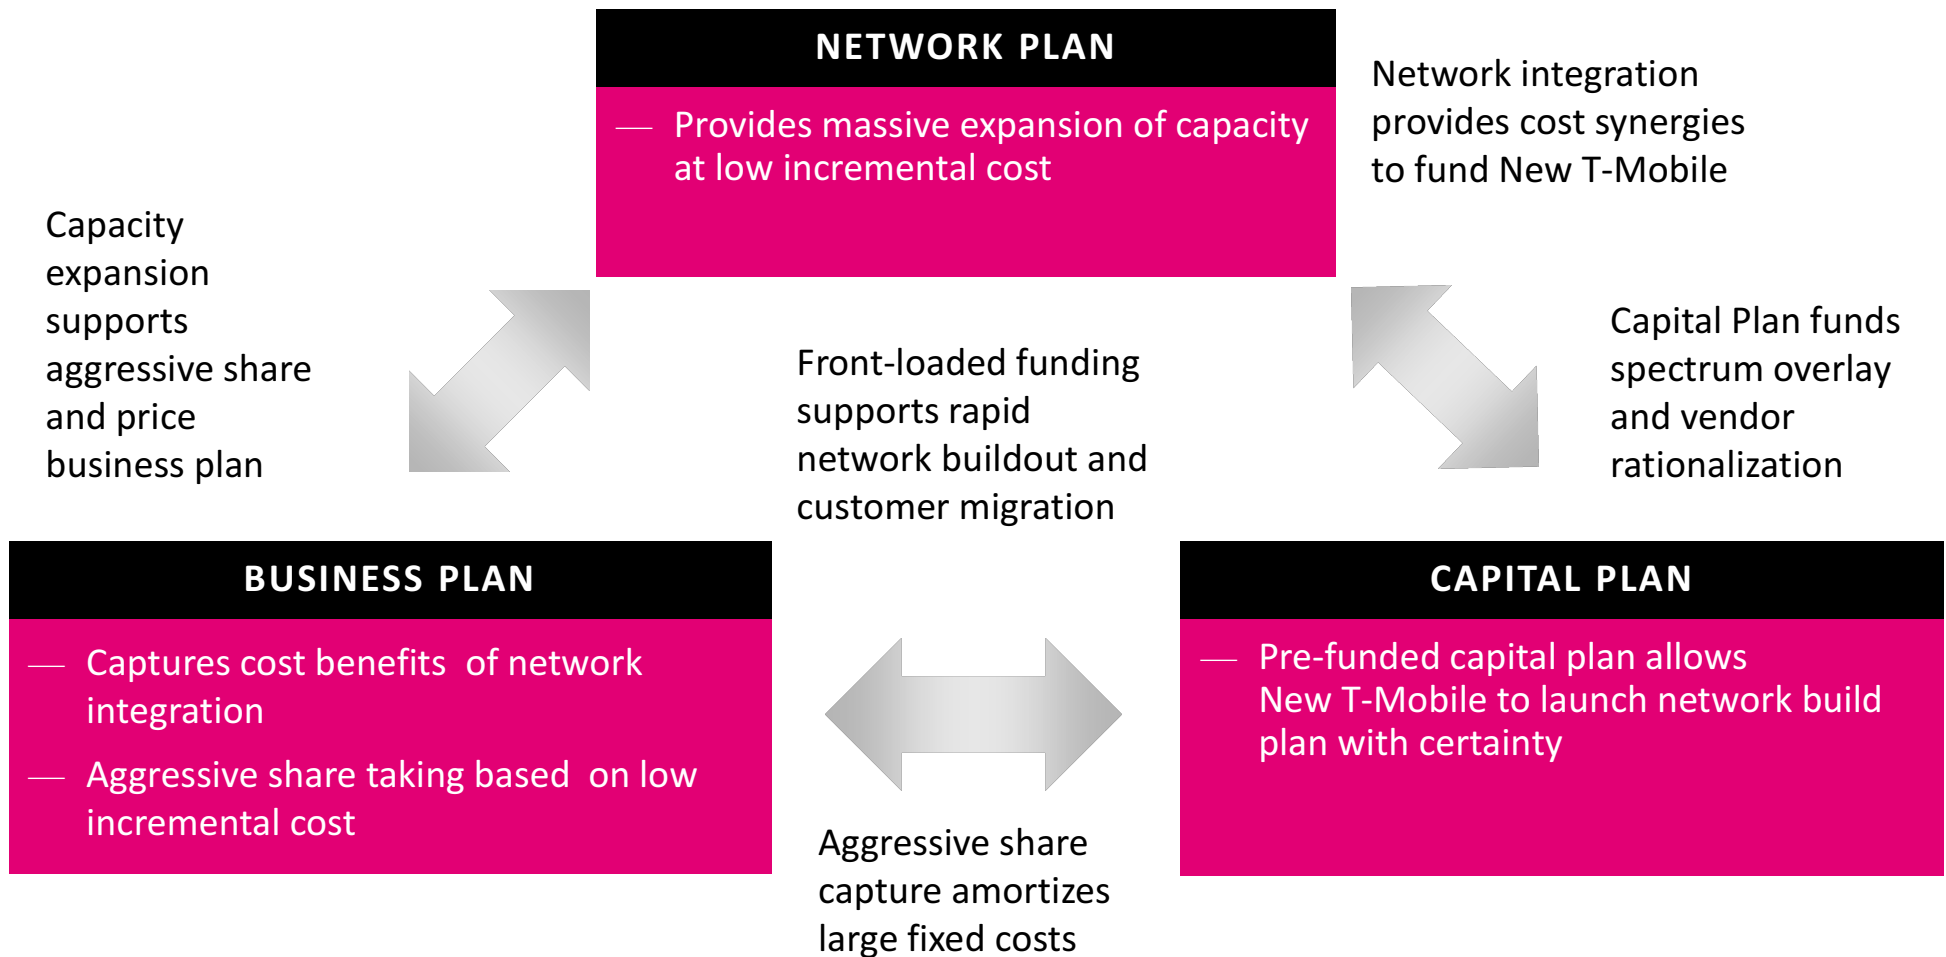 NETWORK PLAN
— Provides massive expansion of capacity
at low incremental cost
Network integration
provides cost synergies
to fund New T-Mobile
Capacity
expansion
supports
aggressive share
and price
business plan
Front-loaded funding
supports rapid
network buildout and
customer migration
Capital Plan funds
spectrum overlay
and vendor
rationalization
BUSINESS PLAN
— Captures cost benefits of network
integration
— Aggressive share taking based on low
incremental cost
CAPITAL PLAN
— Pre-funded capital plan allows
New T-Mobile to launch network build
plan with certainty
Aggressive share
capture amortizes
large fixed costs